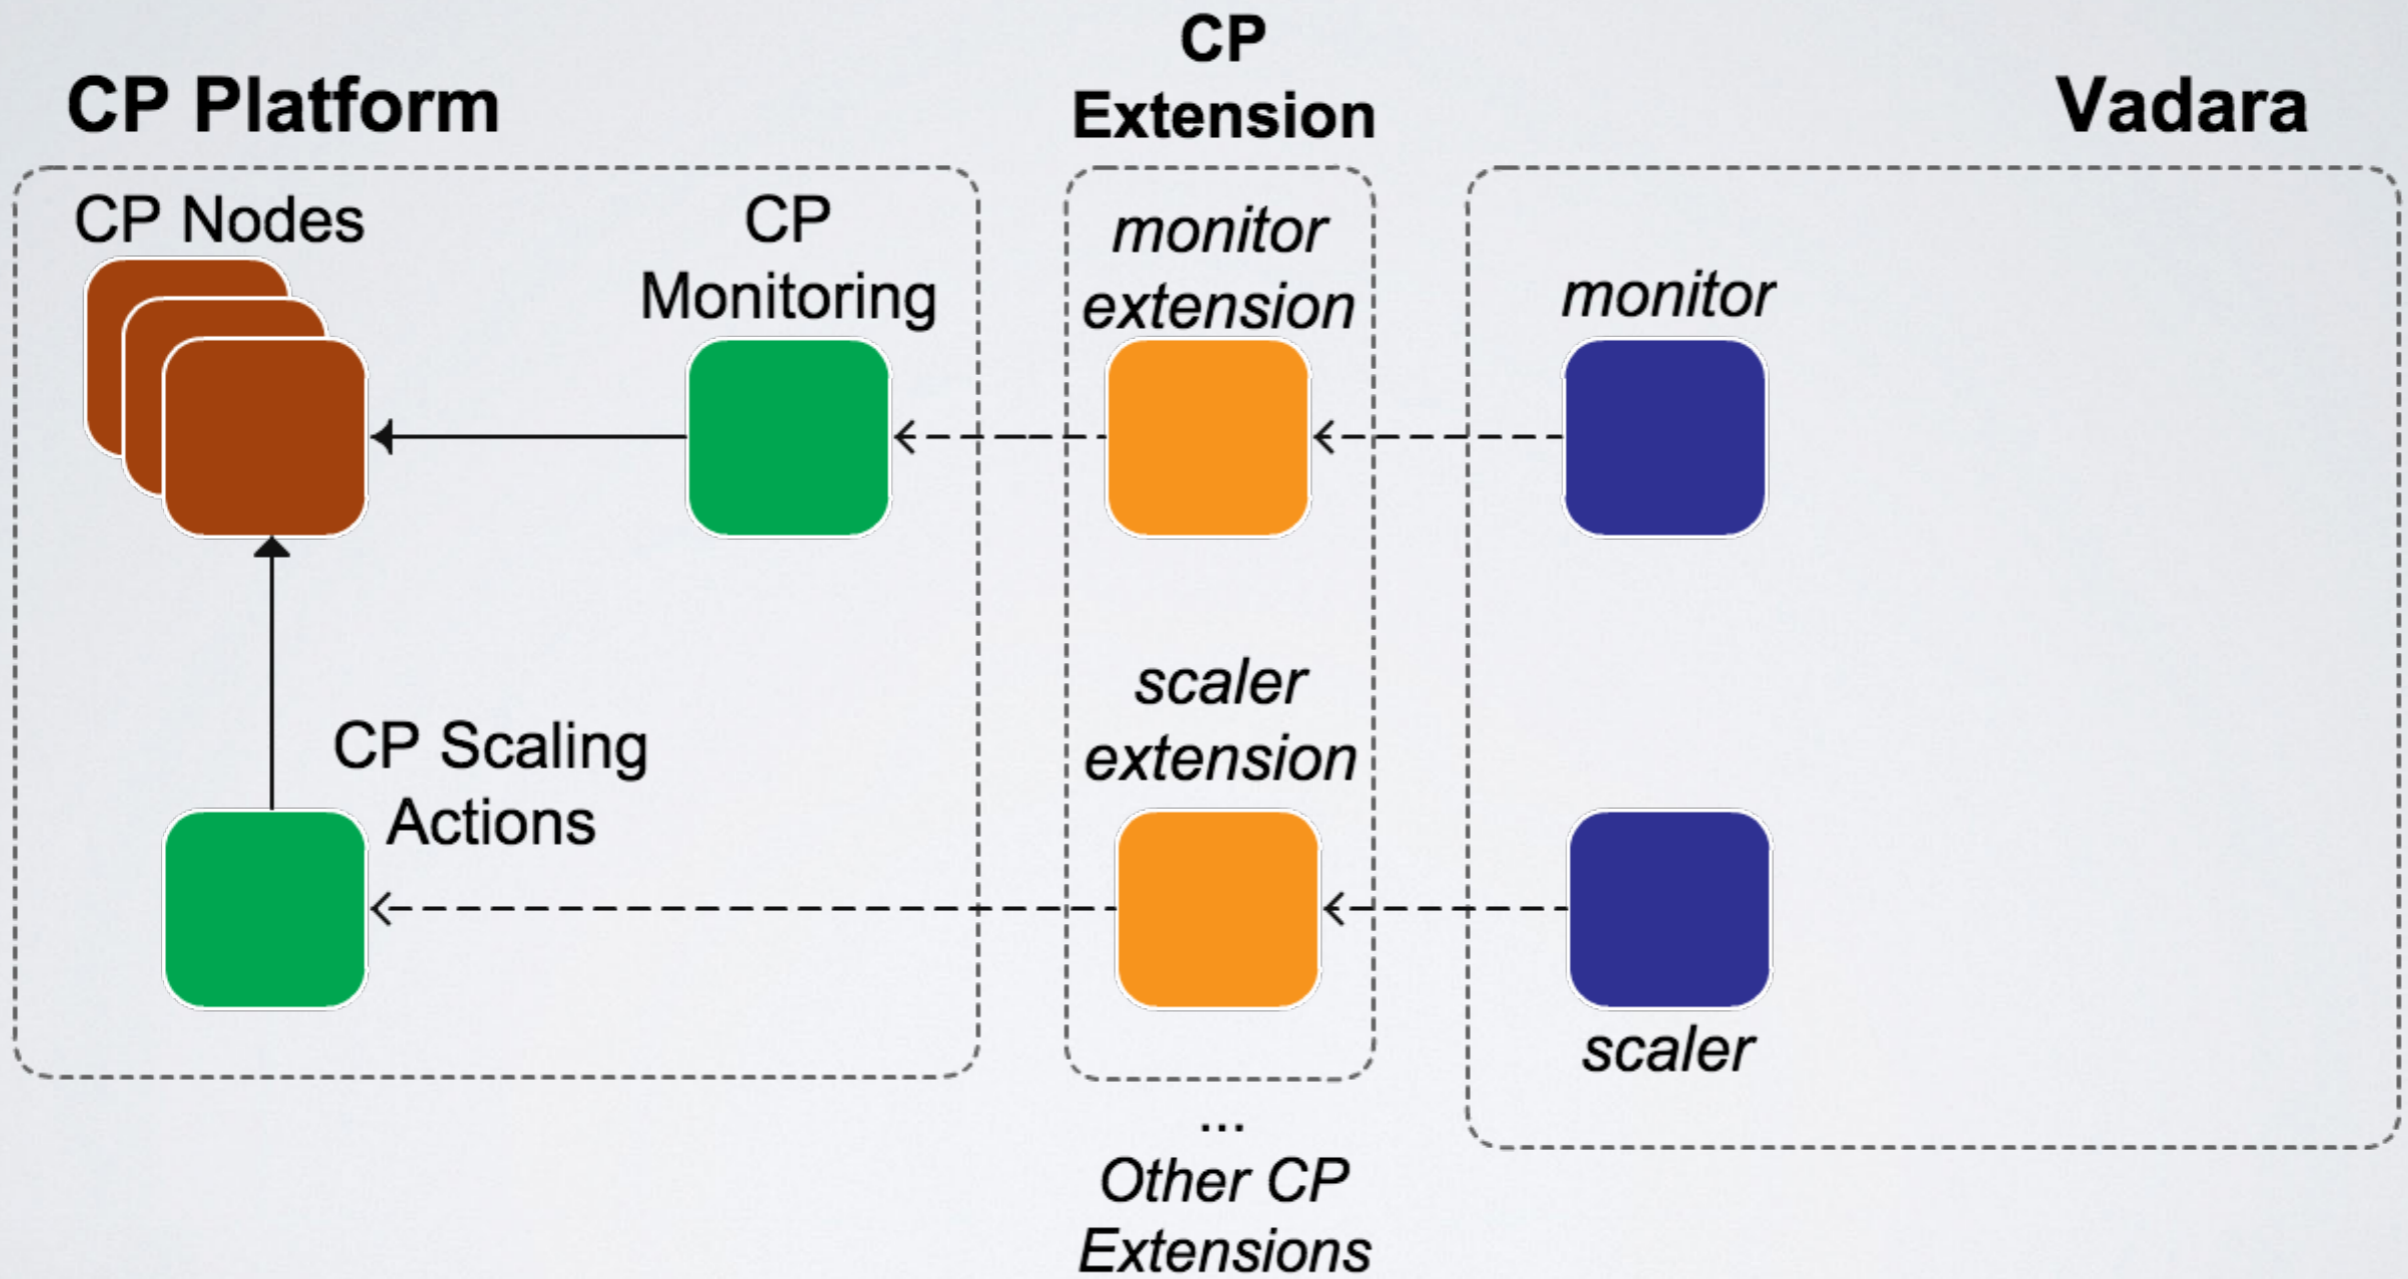 CP Platform
CP
Extension
Vadara
CP Nodes
CP
Monitoring
monitor
extension
monitor
CP Scaling
Actions
scaler
extension
scaler
...
Other CP
Extensions